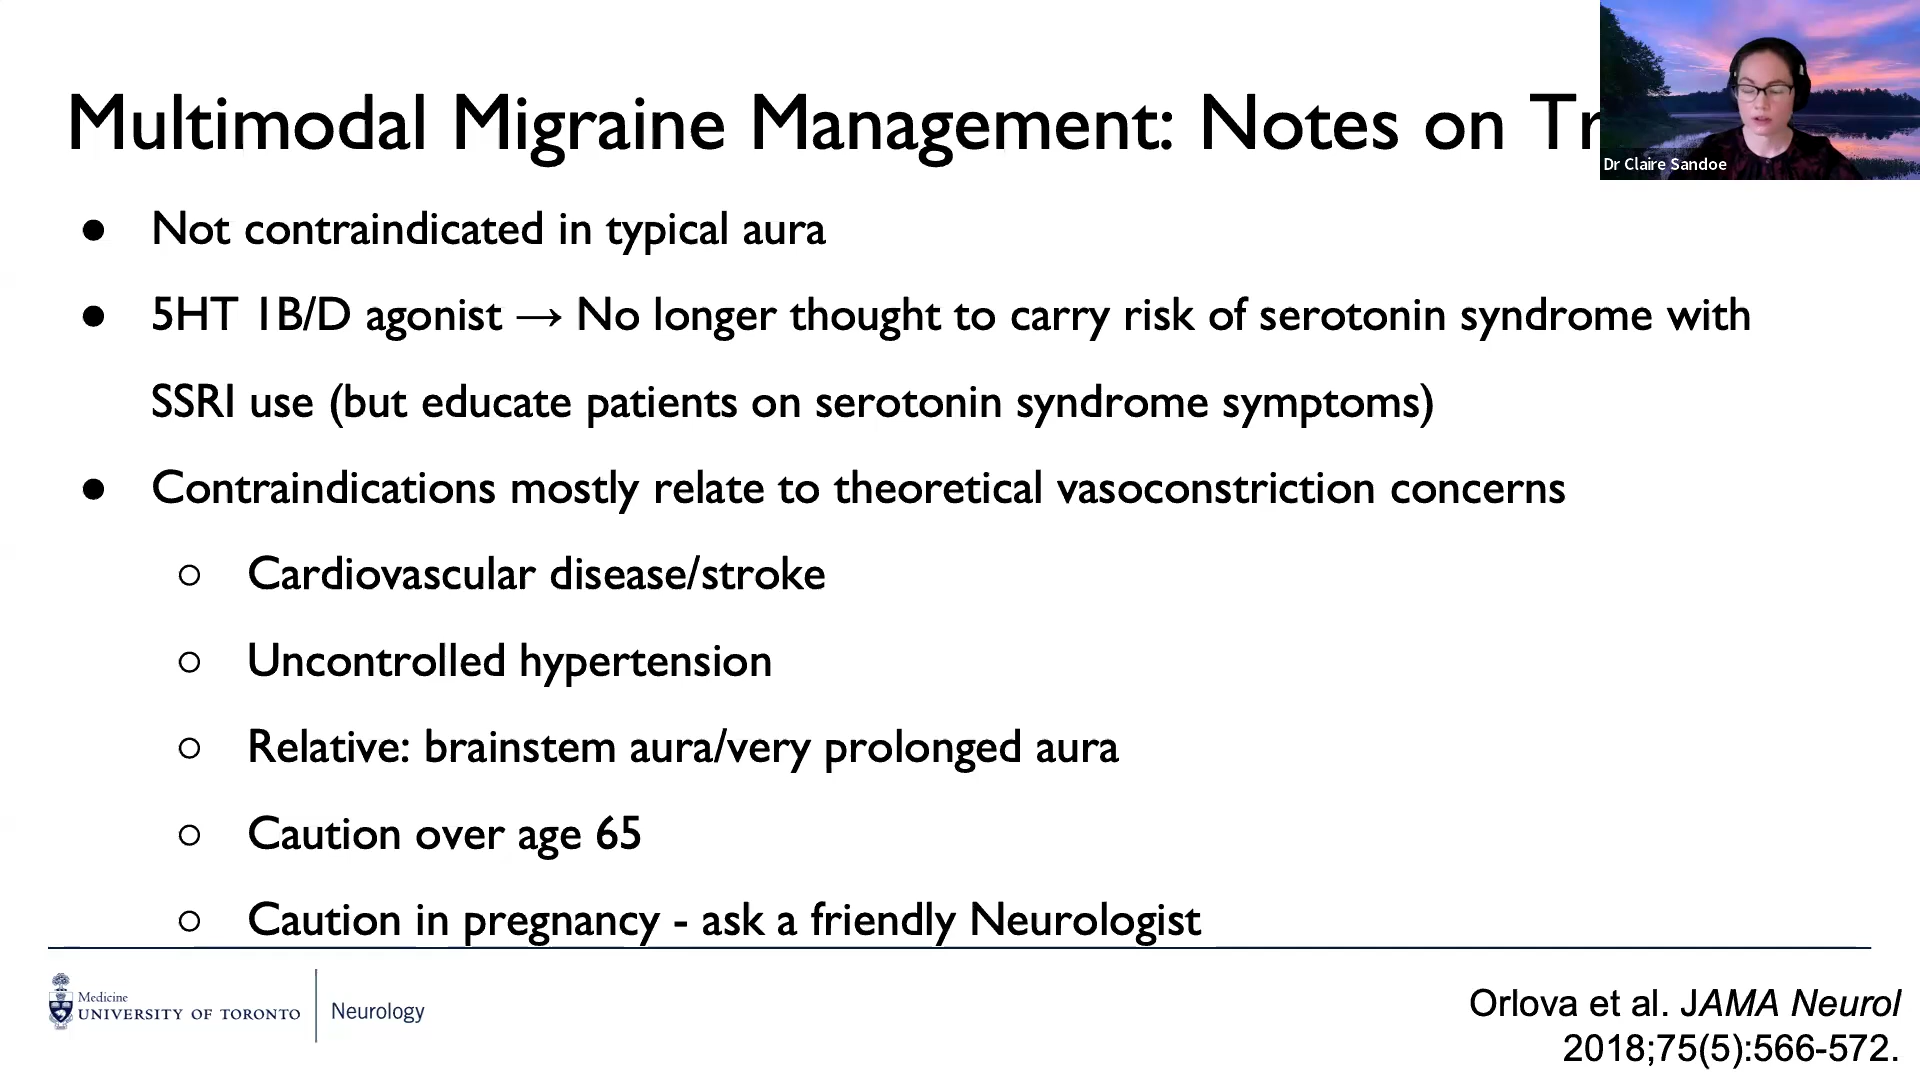 Multimodal Migraine Management: Notes on
Dr Claire Sandoe
● Not contraindicated in typical aura
● 5HT 1B/D agonist → No longer thought to carry risk of serotonin syndrome with
SSRI use (but educate patients on serotonin syndrome symptoms)
● Contraindications mostly relate to theoretical vasoconstriction concerns
○ Cardiovascular disease/stroke
○ Uncontrolled hypertension
○ Relative: brainstem aura/very prolonged aura
○ Caution over age 65
○ Caution in pregnancy - ask a friendly Neurologist
Medicine
UNIVERSITY OF TORONTO
Neurology
Orlova et al. JAMA Neurol
2018;75(5):566-572.